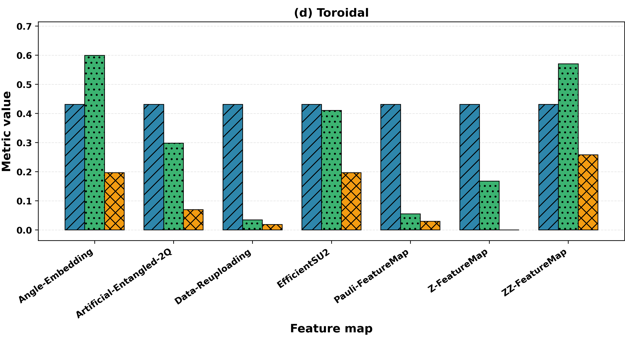 (d) Toroidal
Metric value
0.7
0.6
0.5
0.4
0.3
0.2
0.1
0.0
Angle-Embedding
Artificial-Entangled-2Q
Data-Reuploading
EfficientSU2
Pauli-FeatureMap
Z-FeatureMap
ZZ-FeatureMap
Feature map